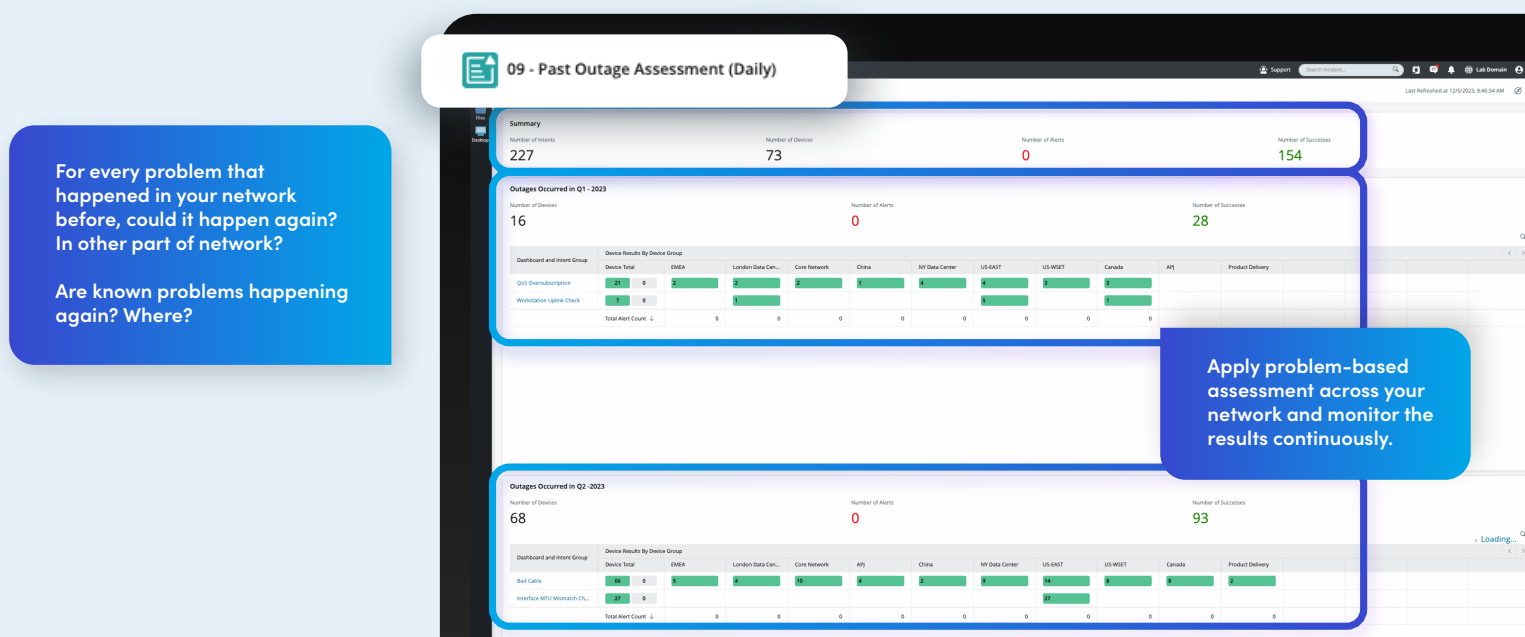 09 - Past Outage Assessment (Daily)
Support
Search Incident...
Lab Domain
Last Refreshed at 12/5/2023, 9:46:34 AM
Files
Desktop
For every problem that
happened in your network
before, could it happen again?
In other part of network?
Are known problems happening
again? Where?
Summary
Number of Intents Number of Devices Number of Alerts Number of Successes
227 73 0 154
Outages Occurred in Q1 - 2023
Number of Devices Number of Alerts Number of Successes
16 0 28
Dashboard and Intent Group Device Results By Device Group
Device Total EMEA London Data Cen... Core Network China NY Data Center US-EAST US-WSET Canada APJ Product Delivery
QoS Oversubscription 21 0 2 2 2 1 4 4 3 3
Workstation Uplink Check 7 0 1 5 1
Total Alert Count ↓ 0 0 0 0 0 0 0 0
Apply problem-based
assessment across your
network and monitor the
results continuously.
Outages Occurred in Q2 -2023
Number of Devices Number of Alerts Number of Successes
68 0 93
Loading...
Dashboard and Intent Group Device Results By Device Group
Device Total EMEA London Data Cen... Core Network APJ China NY Data Center US-EAST US-WSET Canada Product Delivery
Bad Cable 66 0 5 4 10 4 2 9 14 8 8 2
Interface MTU Mismatch Ch... 27 0 27
Total Alert Count ↓ 0 0 0 0 0 0 0 0 0 0